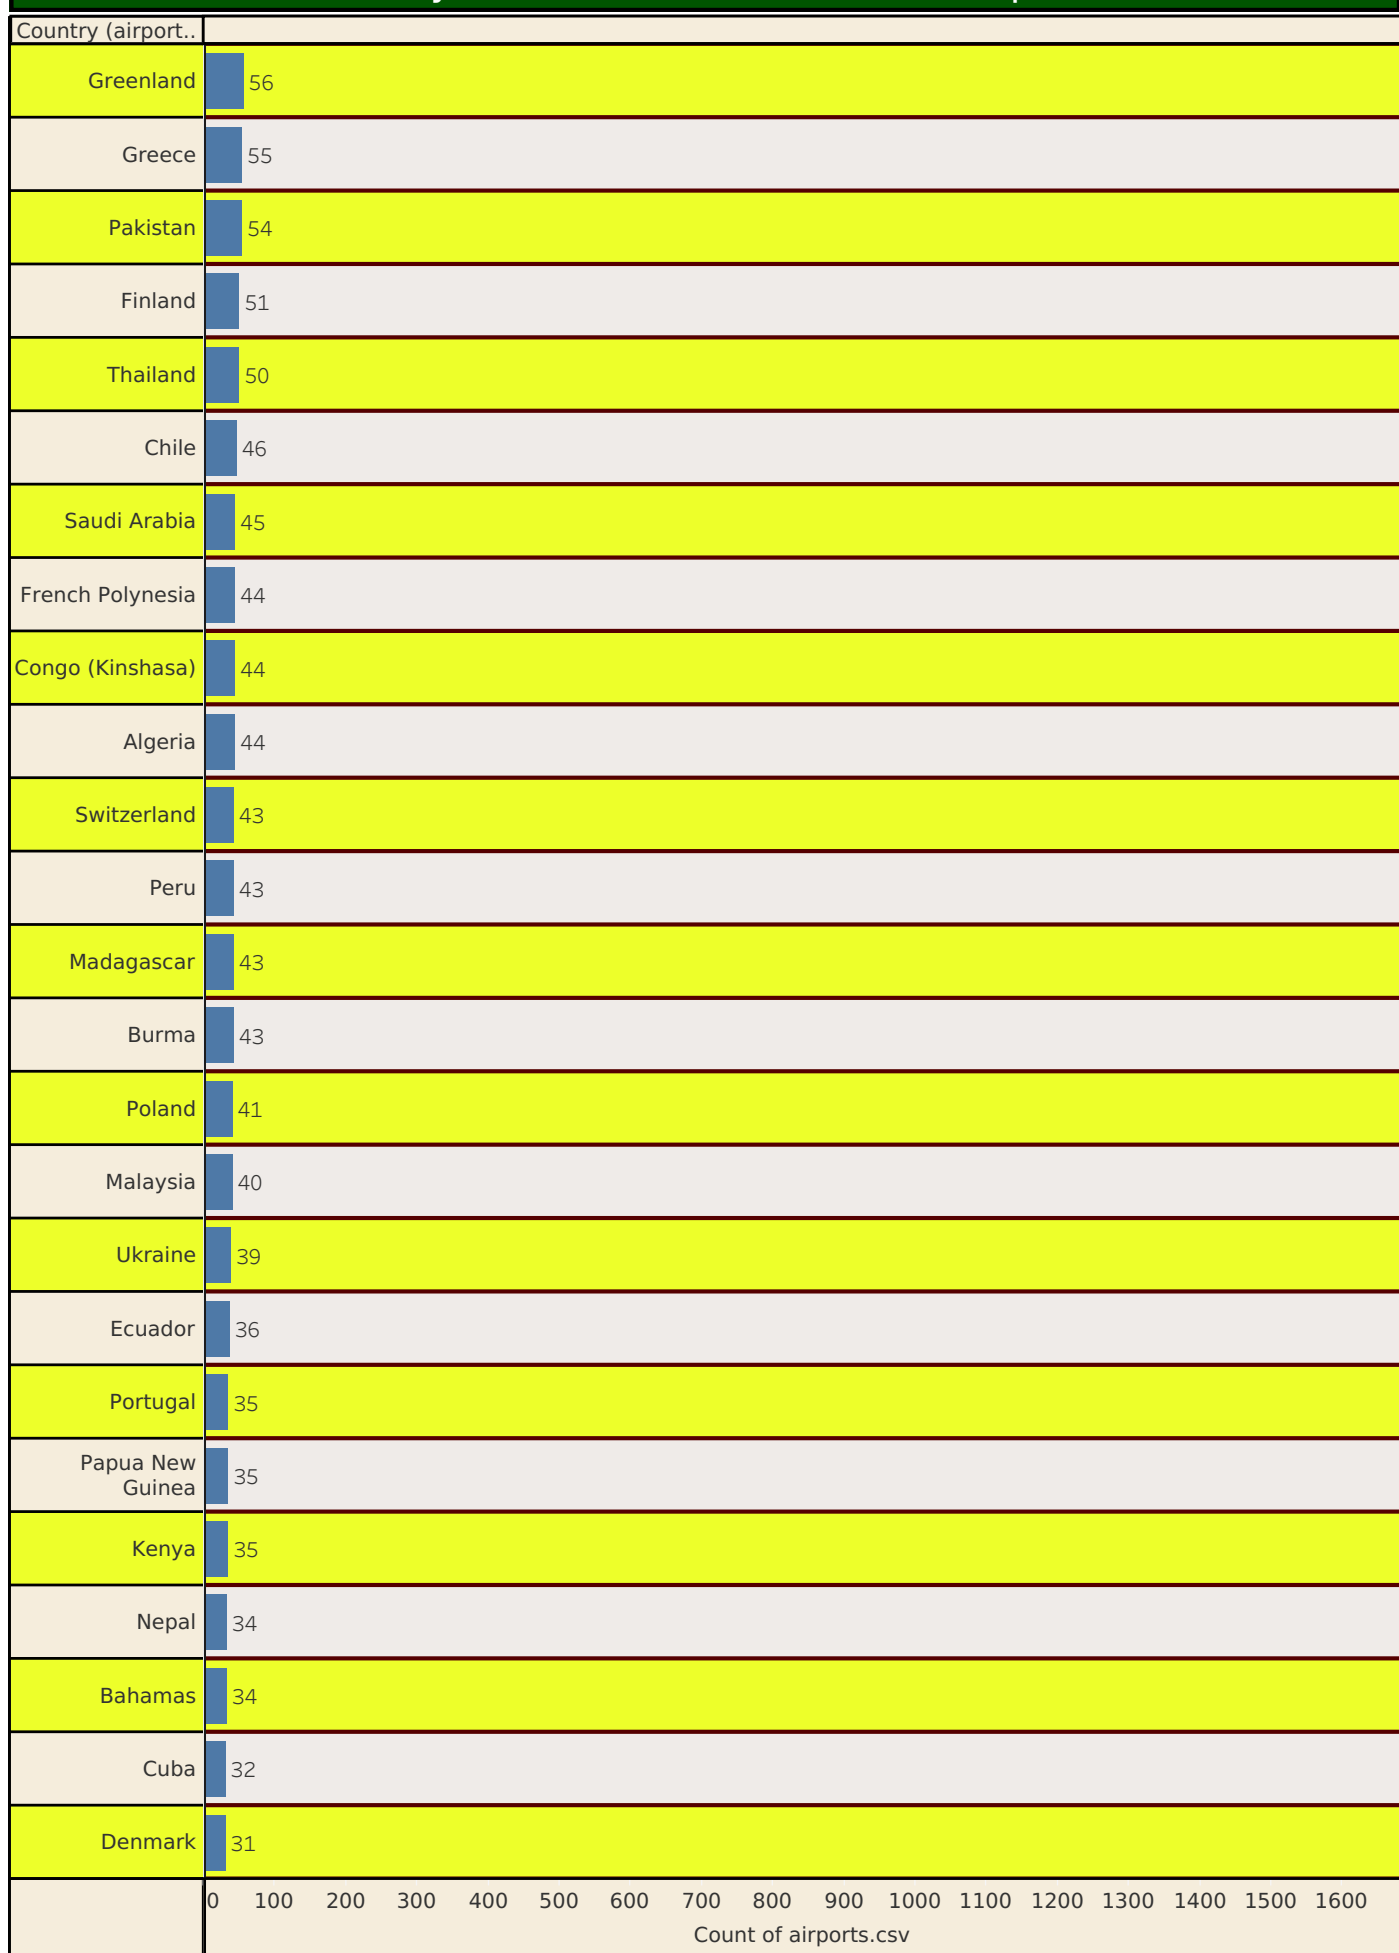 Country (airport..
Greenland 56
Greece 55
Pakistan 54
Finland 51
Thailand 50
Chile 46
Saudi Arabia 45
French Polynesia 44
Congo (Kinshasa) 44
Algeria 44
Switzerland 43
Peru 43
Madagascar 43
Burma 43
Poland 41
Malaysia 40
Ukraine 39
Ecuador 36
Portugal 35
Papua New
Guinea 35
Kenya 35
Nepal 34
Bahamas 34
Cuba 32
Denmark 31
0 100 200 300 400 500 600 700 800 900 1000 1100 1200 1300 1400 1500 1600
Count of airports.csv